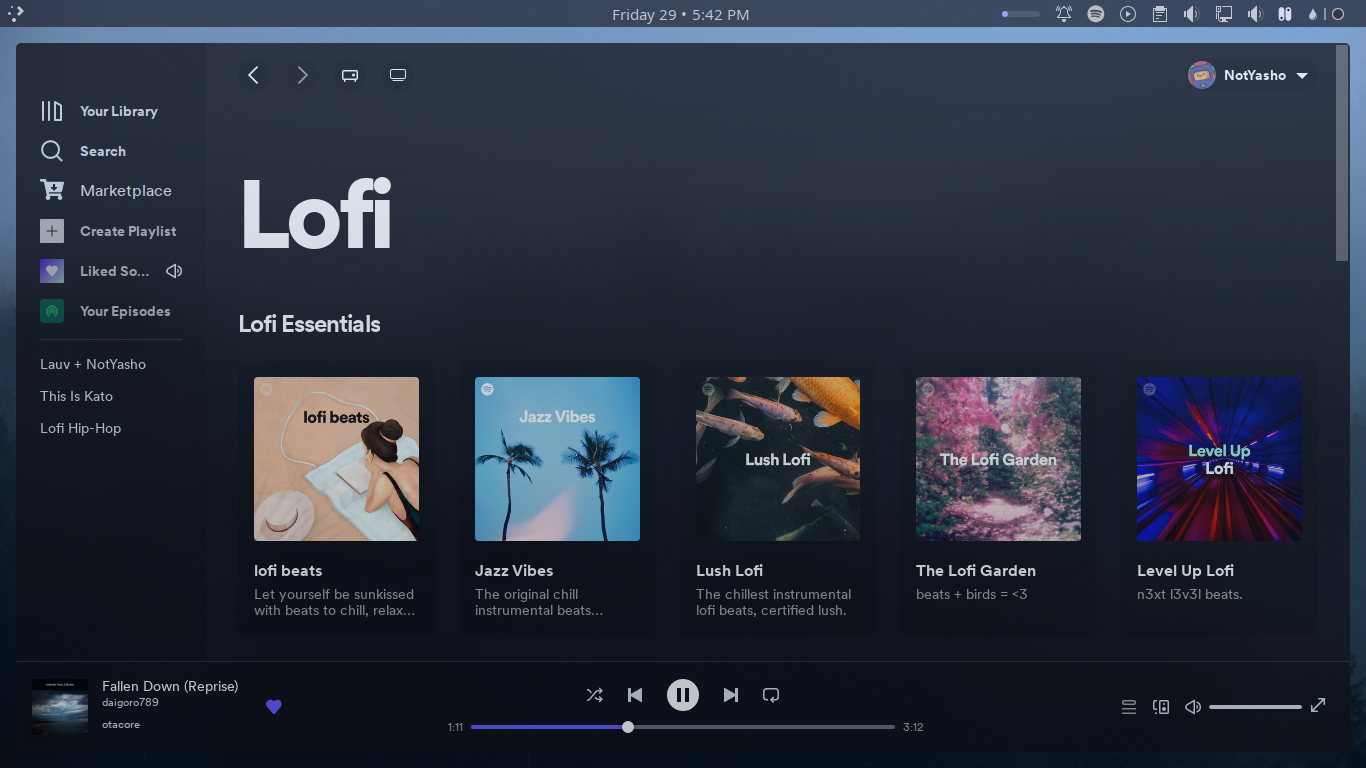 Friday 29 • 5:42 PM
NotYasho
Your Library
Search
Marketplace
Create Playlist
Liked So...
Your Episodes
Lauv + NotYasho
This Is Kato
Lofi Hip-Hop
Lofi
Lofi Essentials
lofi beats
Jazz Vibes
Lush Lofi
The Lofi Garden
Level Up
Lofi
lofi beats
Let yourself be sunkissed
with beats to chill, relax...
Jazz Vibes
The original chill
instrumental beats...
Lush Lofi
The chillest instrumental
lofi beats, certified lush.
The Lofi Garden
beats + birds = <3
Level Up Lofi
n3xt l3v3l beats.
Fallen Down (Reprise)
daigoro789
otacore
1:11
3:12